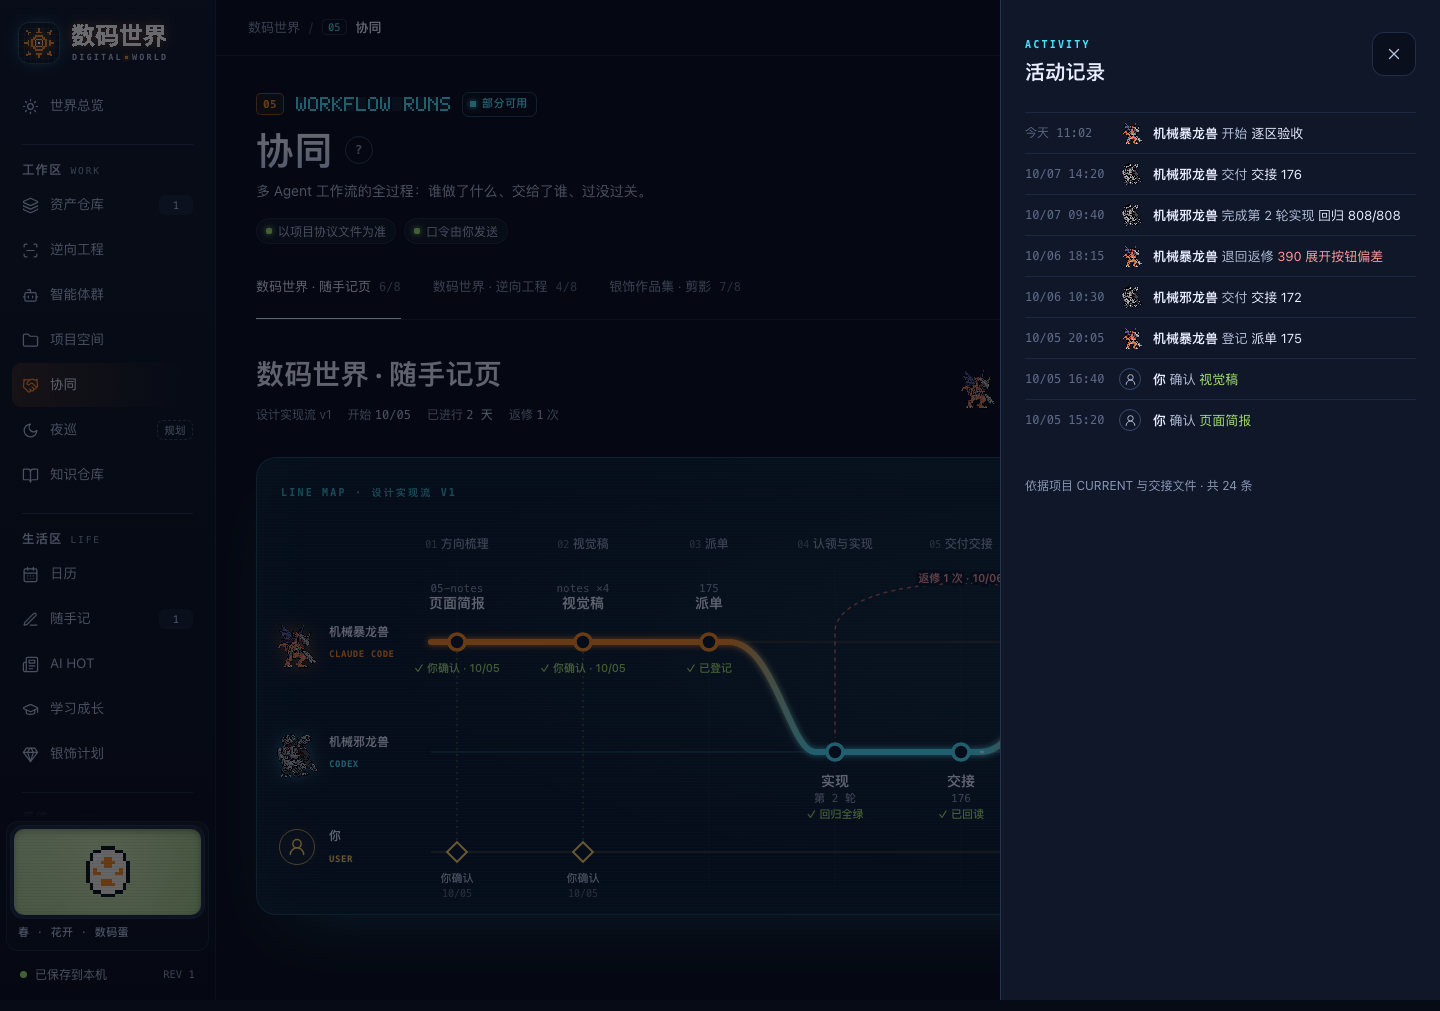 数码世界
DIGITAL WORLD
世界总览
工作区 WORK
资产仓库 1
逆向工程
智能体群
项目空间
协同
夜巡 规划
知识仓库
生活区 LIFE
日历
随手记 1
AI HOT
学习成长
银饰计划
春 · 花开 · 数码蛋
已保存到本机 REV 1
数码世界 / 05 协同
05 WORKFLOW RUNS 部分可用
协同 ?
多 Agent 工作流的全过程：谁做了什么、交给了谁、过没过关。
以项目协议文件为准 口令由你发送
数码世界 · 随手记页 6/8 数码世界 · 逆向工程 4/8 银饰作品集 · 剪影 7/8
数码世界 · 随手记页
设计实现流 v1 开始 10/05 已进行 2 天 返修 1 次
LINE MAP · 设计实现流 V1
01 方向梳理 02 视觉稿 03 派单 04 认领与实现 05 交付交接
返修 1 次 · 10/06
05-notes notes ×4 175
页面简报 视觉稿 派单
机械暴龙兽
CLAUDE CODE
✓ 你确认 · 10/05 ✓ 你确认 · 10/05 ✓ 已登记
机械邪龙兽
CODEX
实现 交接
第 2 轮 176
✓ 回归全绿 ✓ 已回读
你
USER
你确认 你确认
10/05 10/05
ACTIVITY
活动记录
今天 11:02 机械暴龙兽 开始 逐区验收
10/07 14:20 机械邪龙兽 交付 交接 176
10/07 09:40 机械邪龙兽 完成第 2 轮实现 回归 808/808
10/06 18:15 机械暴龙兽 退回返修 390 展开按钮偏差
10/06 10:30 机械邪龙兽 交付 交接 172
10/05 20:05 机械暴龙兽 登记 派单 175
10/05 16:40 你 确认 视觉稿
10/05 15:20 你 确认 页面简报
依据项目 CURRENT 与交接文件 · 共 24 条